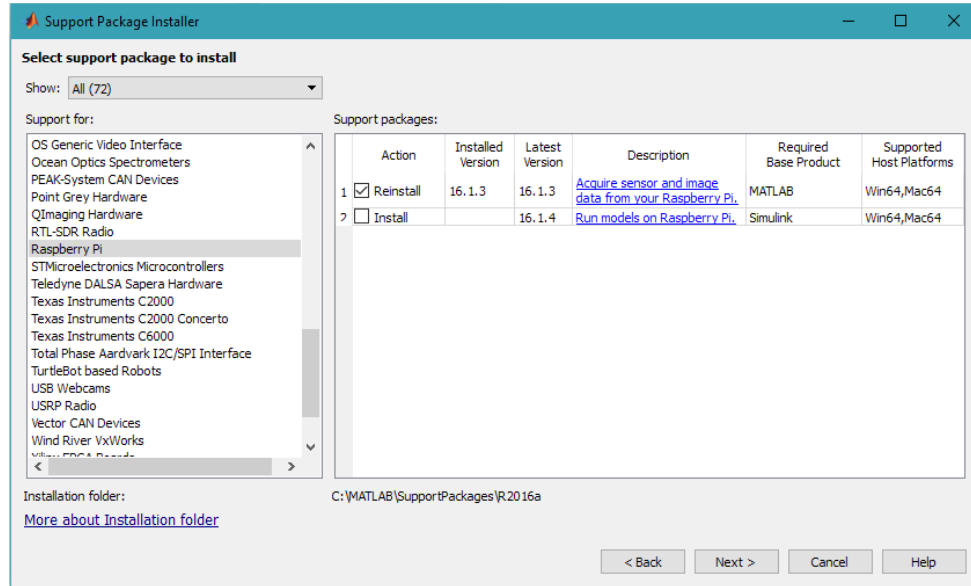 Support Package Installer
Select support package to install
Show: All (72)
Support for:
OS Generic Video Interface
Ocean Optics Spectrometers
PEAK-System CAN Devices
Point Grey Hardware
QImaging Hardware
RTL-SDR Radio
Raspberry Pi
STMicroelectronics Microcontrollers
Teledyne DALSA Sapera Hardware
Texas Instruments C2000
Texas Instruments C2000 Concerto
Texas Instruments C6000
Total Phase Aardvark I2C/SPI Interface
TurtleBot based Robots
USB Webcams
USRP Radio
Vector CAN Devices
Wind River VxWorks
Xilinx FPGA Boards
Support packages:
Action Installed Version Latest Version Description Required Base Product Supported Host Platforms
1 Reinstall 16.1.3 16.1.3 Acquire sensor and image data from your Raspberry Pi. MATLAB Win64,Mac64
2 Install 16.1.4 Run models on Raspberry Pi. Simulink Win64,Mac64
Installation folder: C:\MATLAB\SupportPackages\R2016a
More about Installation folder
< Back Next > Cancel Help